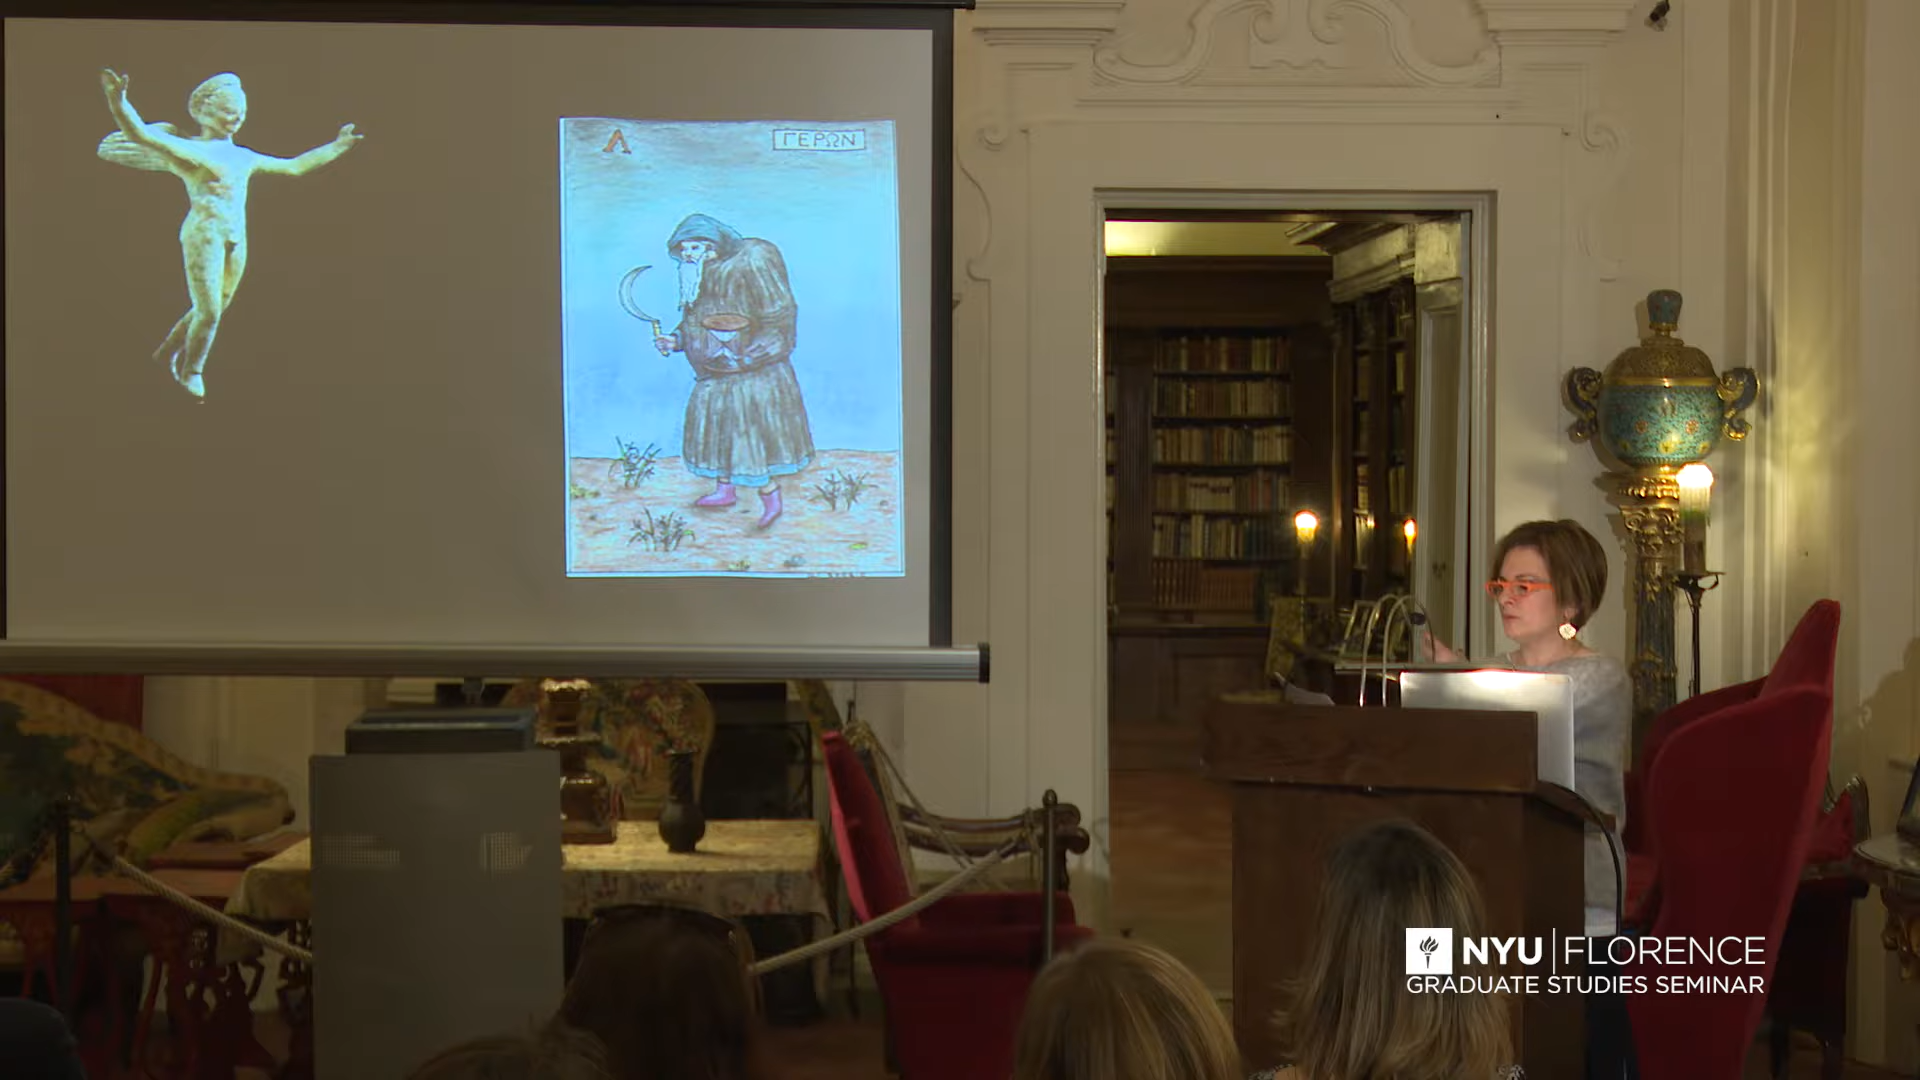 Λ
ΓΕΡΩΝ
NYU FLORENCE
GRADUATE STUDIES SEMINAR